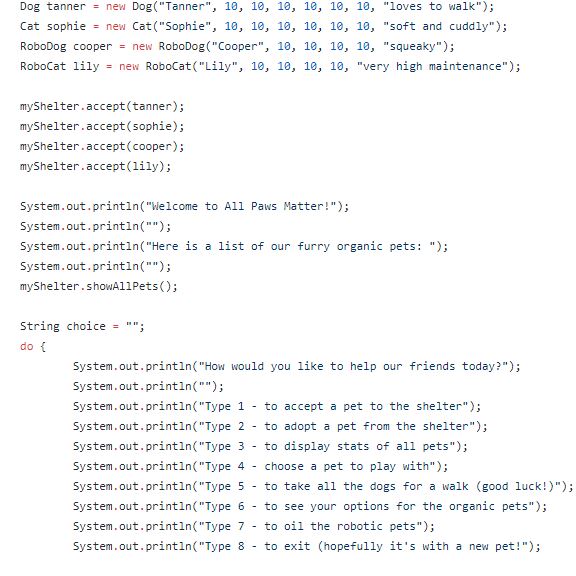 Dog tanner = new Dog("Tanner", 10, 10, 10, 10, 10, 10, "loves to walk");
Cat sophie = new Cat("Sophie", 10, 10, 10, 10, 10, 10, "soft and cuddly");
RoboDog cooper = new RoboDog("Cooper", 10, 10, 10, 10, "squeaky");
RoboCat lily = new RoboCat("Lily", 10, 10, 10, 10, "very high maintenance");
myShelter.accept(tanner);
myShelter.accept(sophie);
myShelter.accept(cooper);
myShelter.accept(lily);
System.out.println("Welcome to All Paws Matter!");
System.out.println("");
System.out.println("Here is a list of our furry organic pets: ");
System.out.println("");
myShelter.showAllPets();
String choice = "";
do {
System.out.println("How would you like to help our friends today?");
System.out.println("");
System.out.println("Type 1 - to accept a pet to the shelter");
System.out.println("Type 2 - to adopt a pet from the shelter");
System.out.println("Type 3 - to display stats of all pets");
System.out.println("Type 4 - choose a pet to play with");
System.out.println("Type 5 - to take all the dogs for a walk (good luck!)");
System.out.println("Type 6 - to see your options for the organic pets");
System.out.println("Type 7 - to oil the robotic pets");
System.out.println("Type 8 - to exit (hopefully it's with a new pet!");